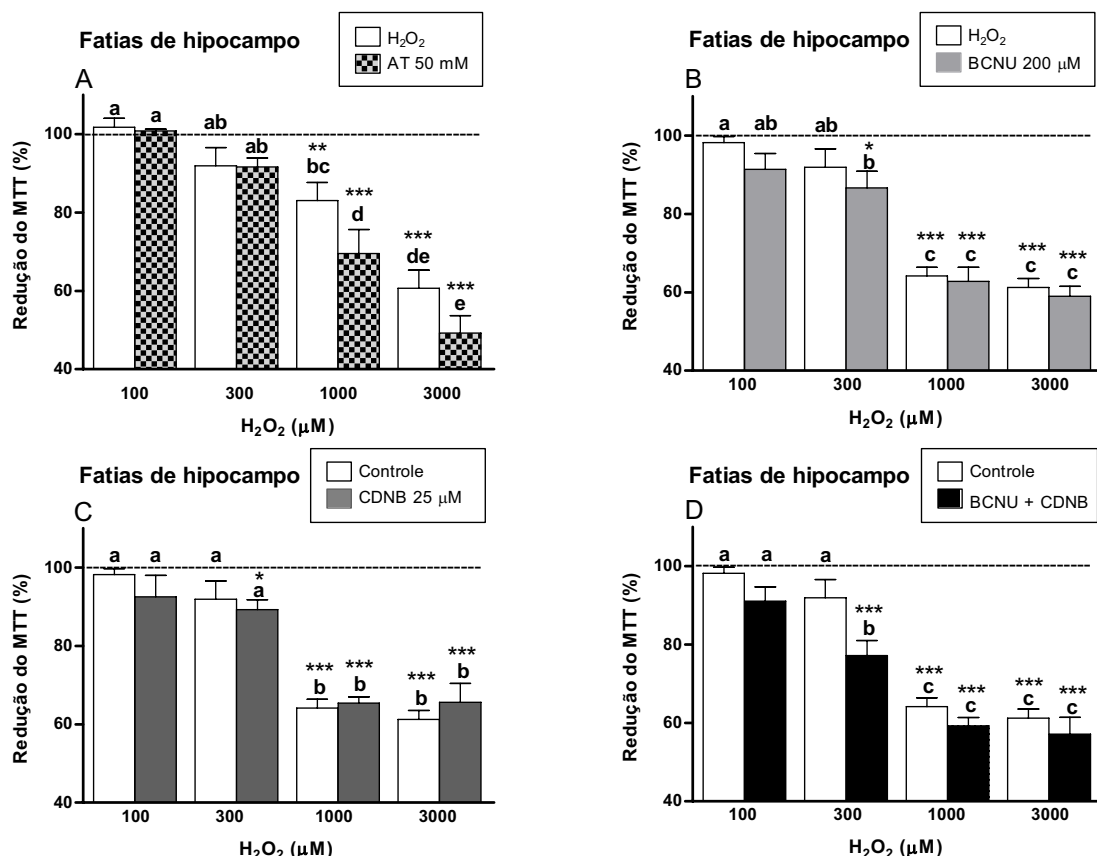 Fatias de hipocampo
H₂O₂
AT 50 mM
A
a a ab ab ** bc *** d *** de *** e
Redução do MTT (%)
100
80
60
40
100 300 1000 3000
H₂O₂ (μM)
Fatias de hipocampo
H₂O₂
BCNU 200 μM
B
a ab ab * b *** c *** c *** c *** c
Redução do MTT (%)
100
80
60
40
100 300 1000 3000
H₂O₂ (μM)
Fatias de hipocampo
Controle
CDNB 25 μM
C
a a a * a *** b *** b *** b *** b
Redução do MTT (%)
100
80
60
40
100 300 1000 3000
H₂O₂ (μM)
Fatias de hipocampo
Controle
BCNU + CDNB
D
a a a *** b *** c *** c *** c *** c
Redução do MTT (%)
100
80
60
40
100 300 1000 3000
H₂O₂ (μM)